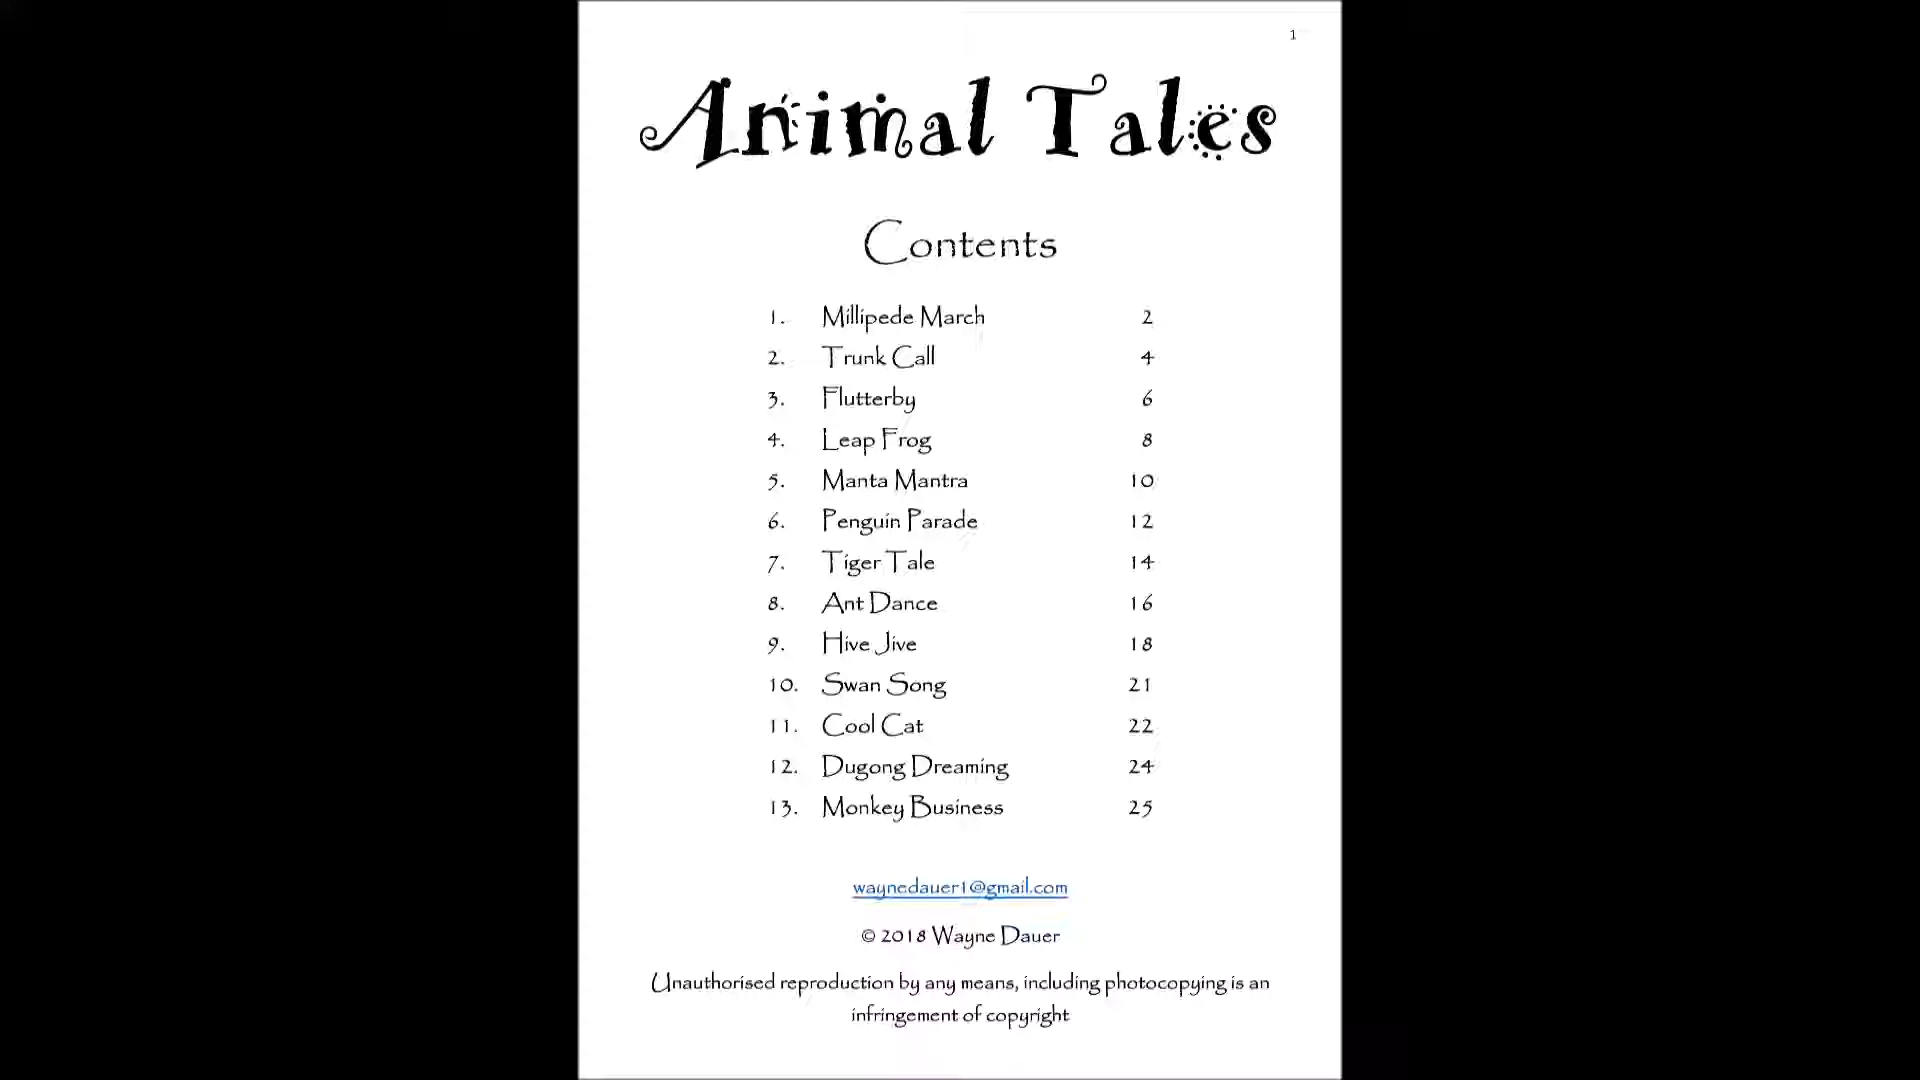 1
Animal Tales
Contents
1. Millipede March 2
2. Trunk Call 4
3. Flutterby 6
4. Leap Frog 8
5. Manta Mantra 10
6. Penguin Parade 12
7. Tiger Tale 14
8. Ant Dance 16
9. Hive Jive 18
10. Swan Song 21
11. Cool Cat 22
12. Dugong Dreaming 24
13. Monkey Business 25
waynedauer1@gmail.com
© 2018 Wayne Dauer
Unauthorised reproduction by any means, including photocopying is an
infringement of copyright